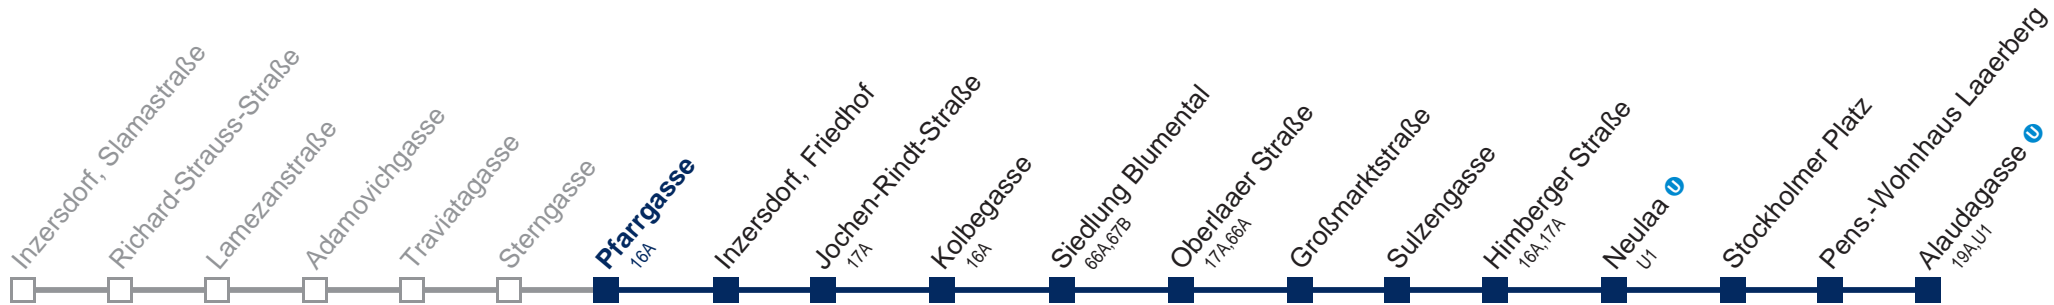 Inzersdorf, Slamastraße
Richard-Strauss-Straße
Lamezanstraße
Adamovichgasse
Traviatagasse
Sterngasse
Pfarrgasse
16A
Inzersdorf, Friedhof
Jochen-Rindt-Straße
17A
Kolbegasse
16A
Siedlung Blumental
66A,67B
Oberlaaer Straße
17A,66A
Großmarktstraße
Sulzengasse
Himberger Straße
16A,17A
Neulaa U
U1
Stockholmer Platz
Pens.-Wohnhaus Laaerberg
Alaudagasse U
19A,U1